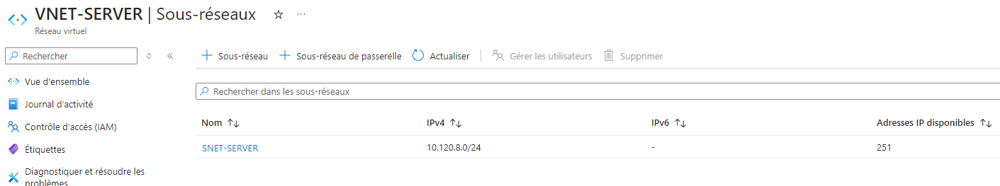 VNET-SERVER | Sous-réseaux
Réseau virtuel
Rechercher
Sous-réseau
Sous-réseau de passerelle
Actualiser
Gérer les utilisateurs
Supprimer
Vue d'ensemble
Journal d'activité
Contrôle d'accès (IAM)
Étiquettes
Diagnostiquer et résoudre les
problèmes
Rechercher dans les sous-réseaux
Nom IPv4 IPv6 Adresses IP disponibles
SNET-SERVER 10.120.8.0/24 - 251